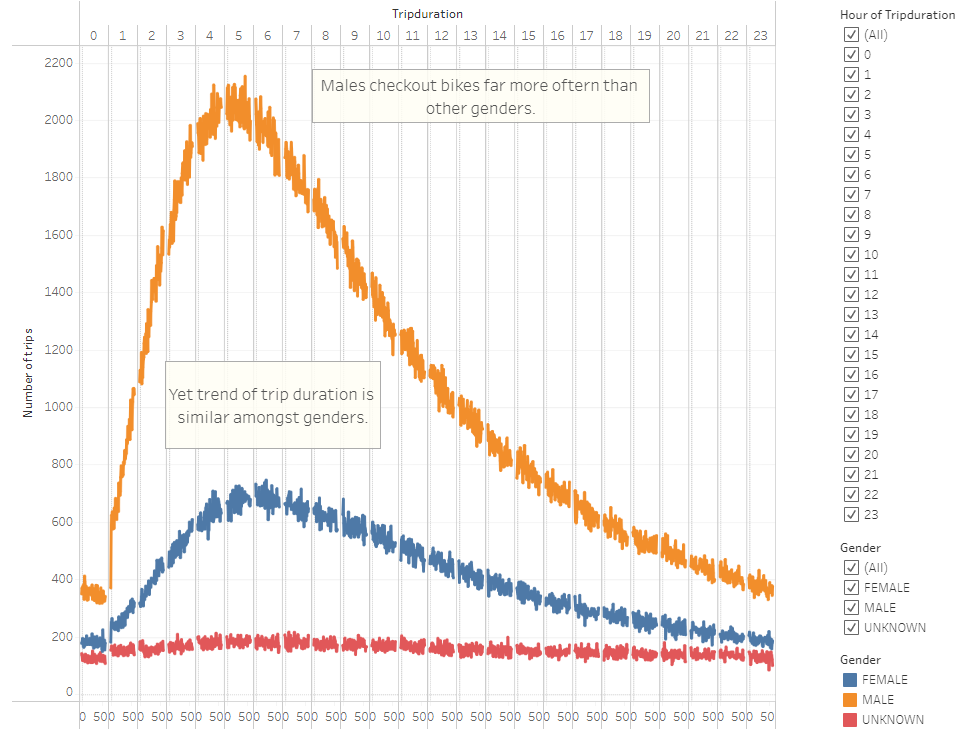 Tripduration
0 1 2 3 4 5 6 7 8 9 10 11 12 13 14 15 16 17 18 19 20 21 22 23
Number of trips
2200
2000
1800
1600
1400
1200
1000
800
600
400
200
0
Males checkout bikes far more oftern than
other genders.
Yet trend of trip duration is
similar amongst genders.
0 500 500 500 500 500 500 500 500 500 500 500 500 500 500 500 500 500 500 500 500 500 500 500 50
Hour of Tripduration
(All)
0
1
2
3
4
5
6
7
8
9
10
11
12
13
14
15
16
17
18
19
20
21
22
23
Gender
(All)
FEMALE
MALE
UNKNOWN
Gender
FEMALE
MALE
UNKNOWN